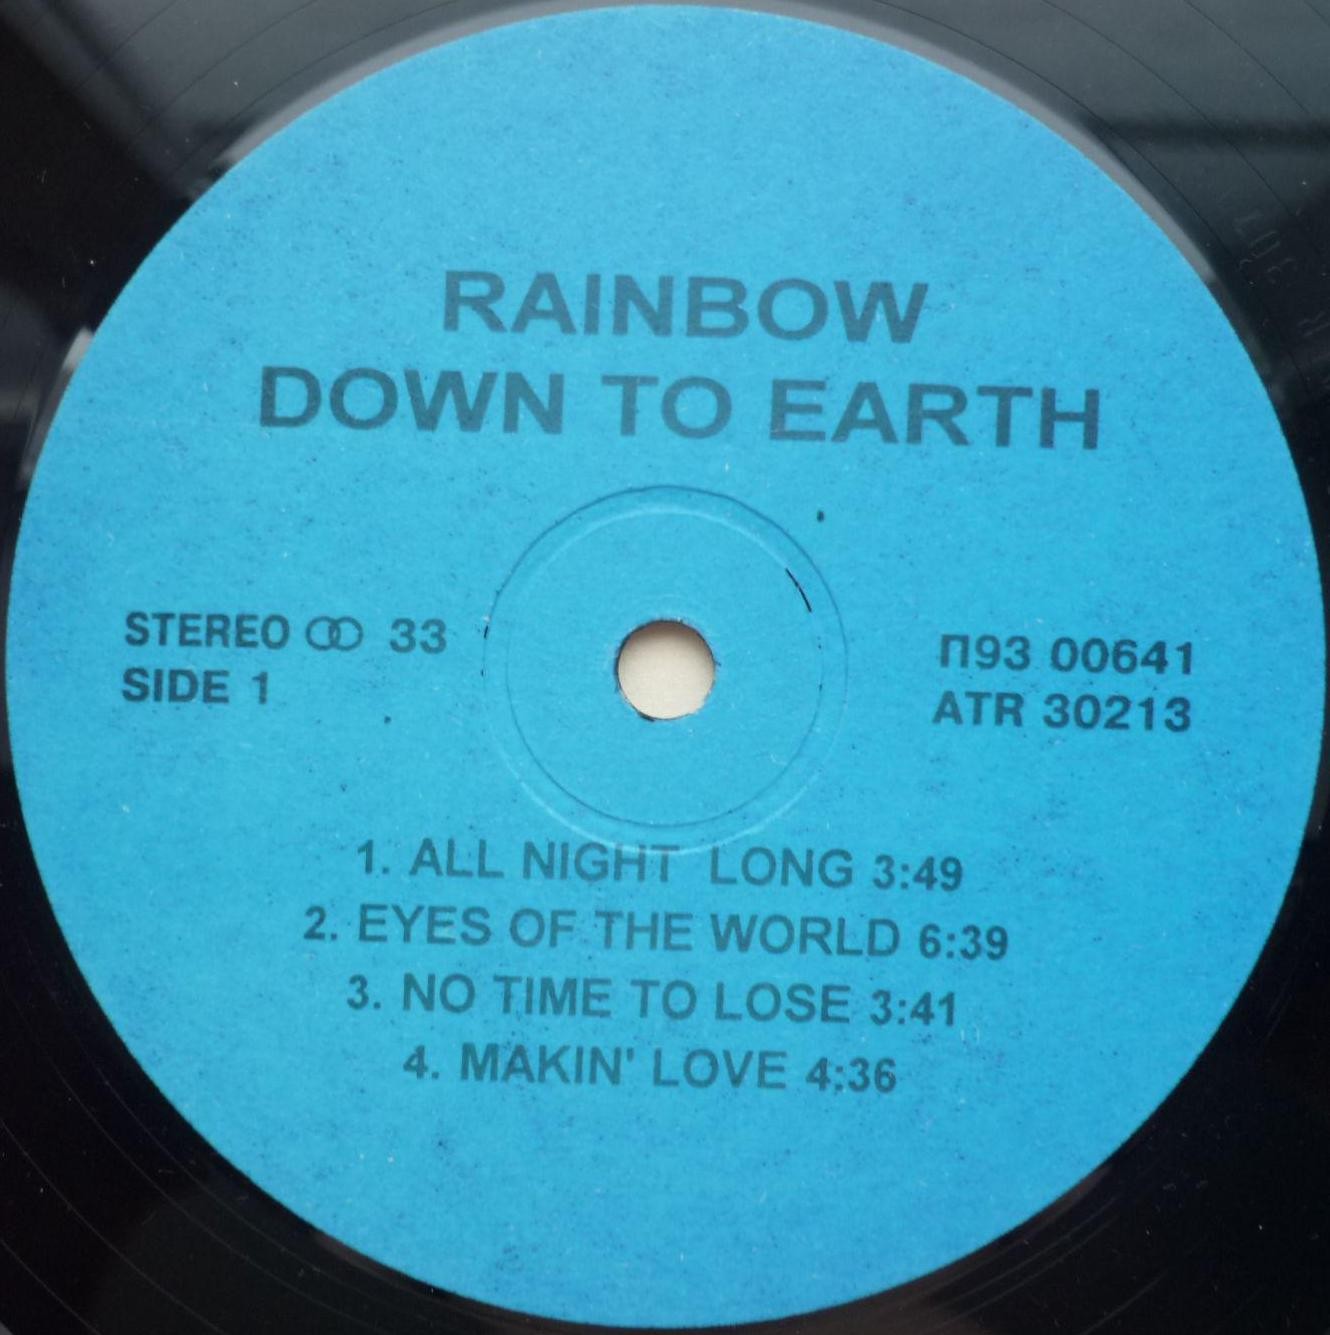 RAINBOW
DOWN TO EARTH
STEREO 33
SIDE 1
П93 00641
ATR 30213
1. ALL NIGHT LONG 3:49
2. EYES OF THE WORLD 6:39
3. NO TIME TO LOSE 3:41
4. MAKIN' LOVE 4:36